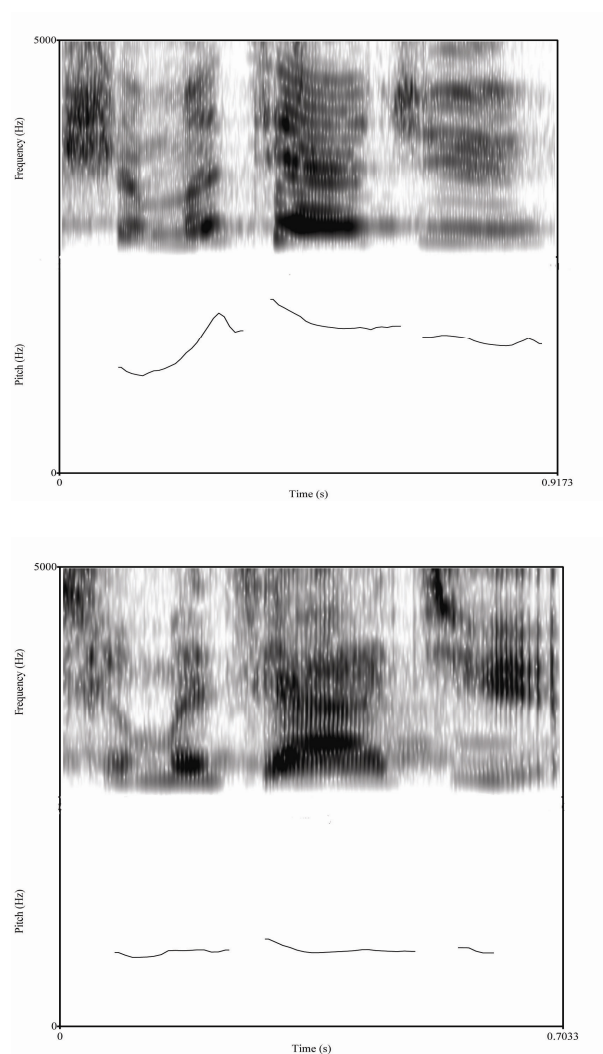 5000
Frequency (Hz)
Pitch (Hz)
0
0
0.9173
Time (s)
5000
Frequency (Hz)
Pitch (Hz)
0
0
0.7033
Time (s)